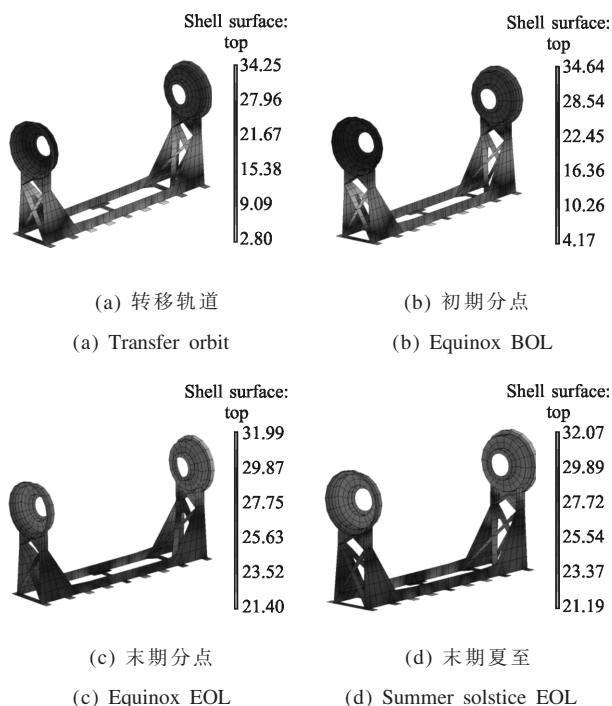 Shell surface:
top
34.25
27.96
21.67
15.38
9.09
2.80
(a) 转移轨道
(a) Transfer orbit
Shell surface:
top
34.64
28.54
22.45
16.36
10.26
4.17
(b) 初期分点
(b) Equinox BOL
Shell surface:
top
31.99
29.87
27.75
25.63
23.52
21.40
(c) 末期分点
(c) Equinox EOL
Shell surface:
top
32.07
29.89
27.72
25.54
23.37
21.19
(d) 末期夏至
(d) Summer solstice EOL